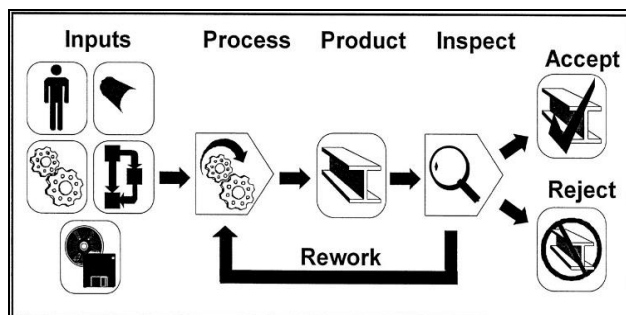 Inputs
Process
Product
Inspect
Accept
Reject
Rework